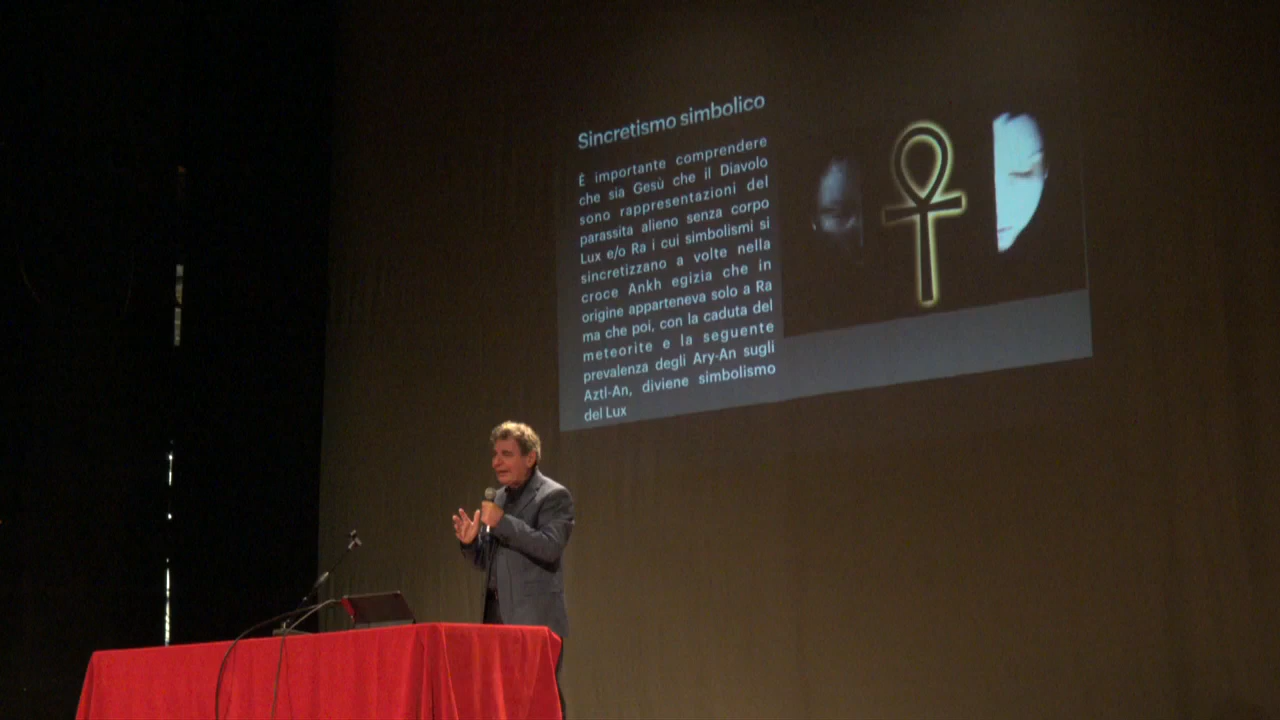 Sincretismo simbolico
È importante comprendere
che sia Gesù che il Diavolo
sono rappresentazioni del
parassita alieno senza corpo
Lux e/o Ra i cui simbolismi si
sincretizzano a volte nella
croce Ankh egizia che in
origine apparteneva solo a Ra
ma che poi, con la caduta del
meteorite e la seguente
prevalenza degli Ary-An sugli
Aztl-An, diviene simbolismo
del Lux